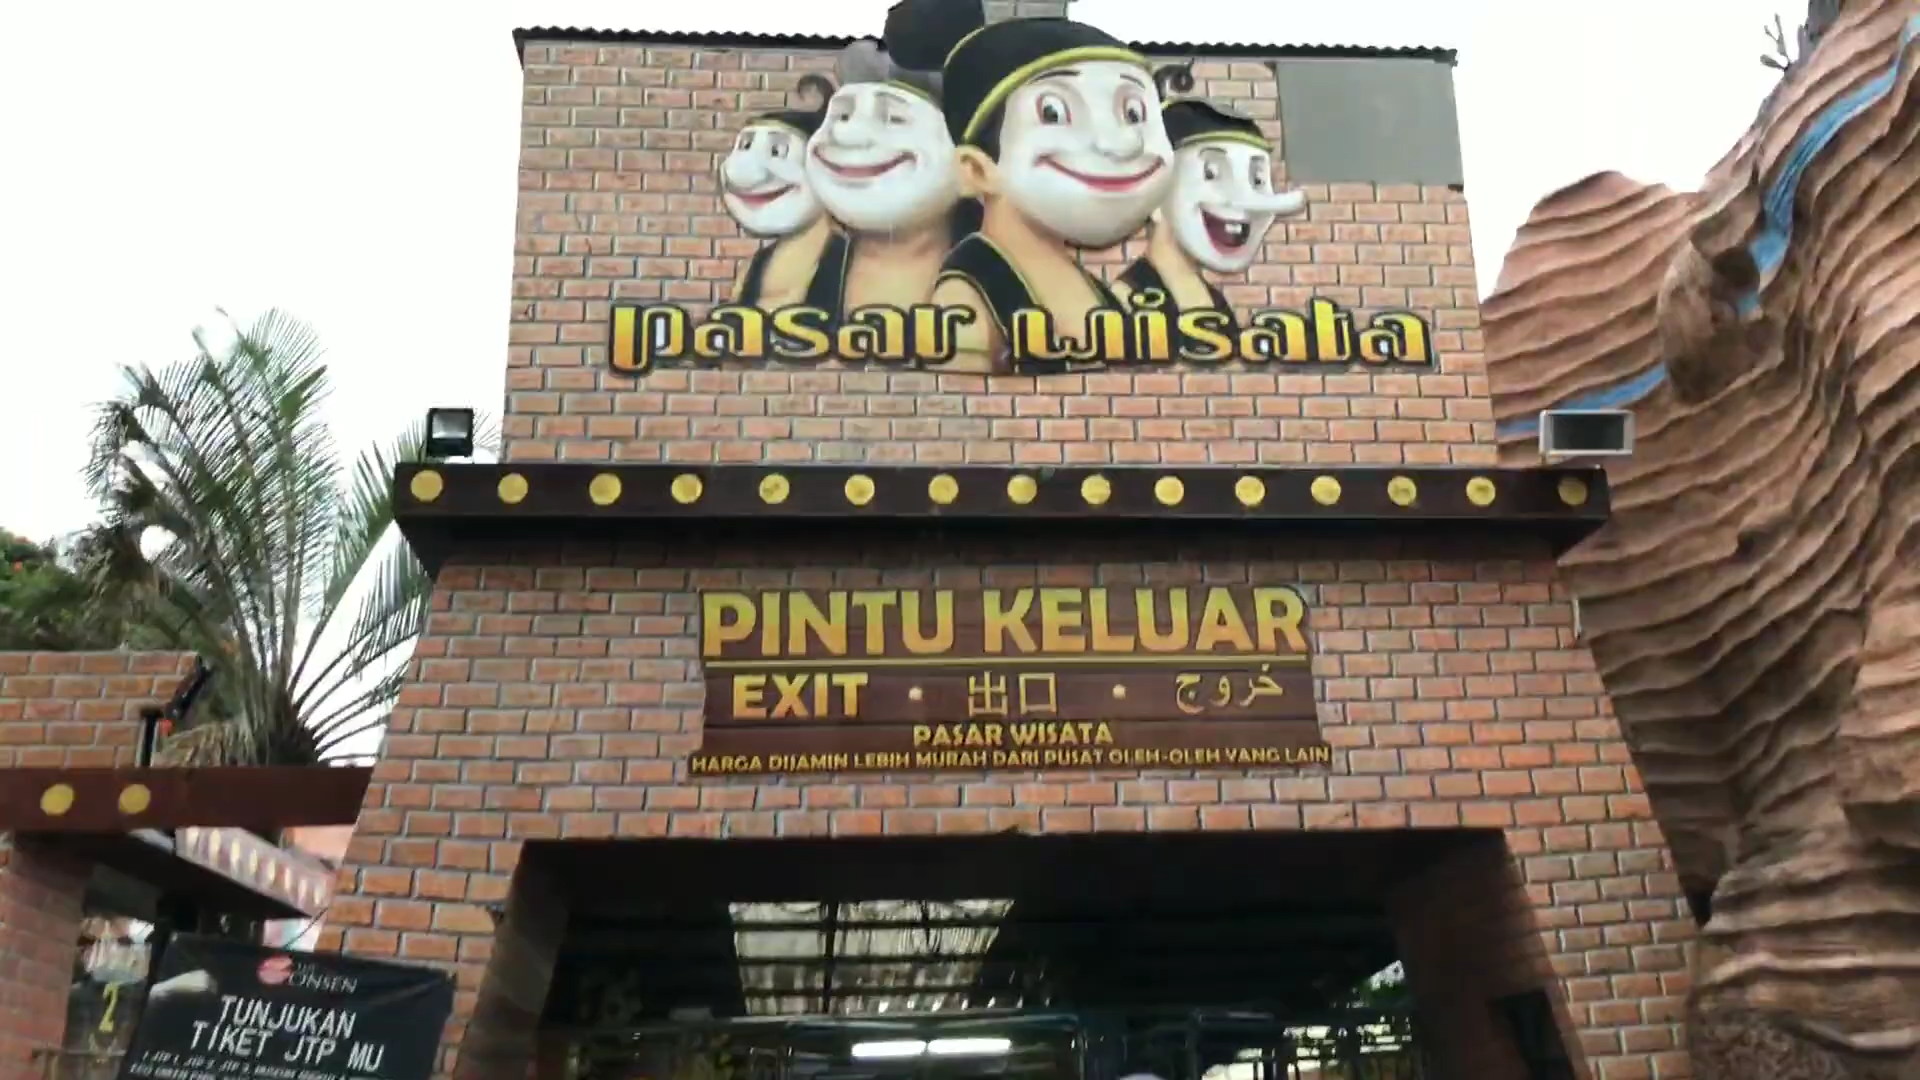 pasar wisata
PINTU KELUAR
EXIT • 出口 • خروج
PASAR WISATA
HARGA DIJAMIN LEBIH MURAH DARI PUSAT OLEH-OLEH YANG LAIN
2
ONSEN
TUNJUKAN
TIKET JTP MU